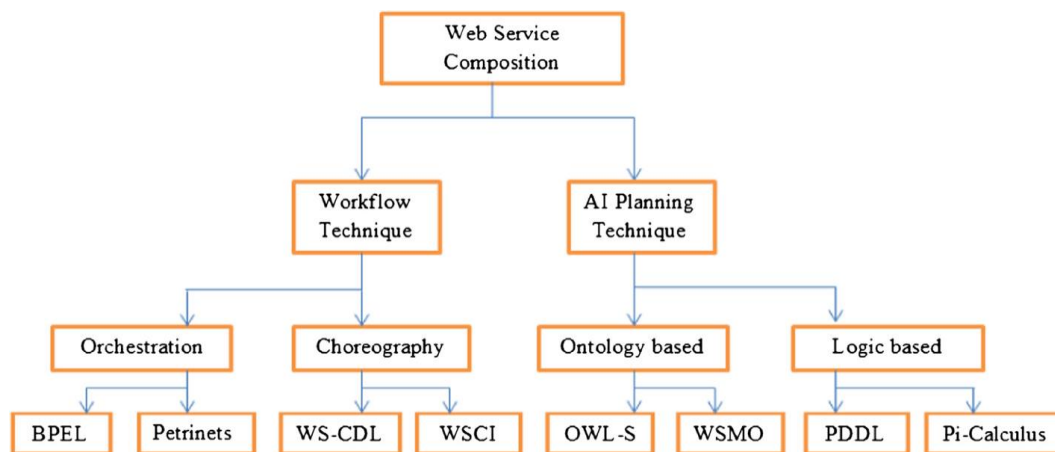 Web Service
Composition
Workflow
Technique
AI Planning
Technique
Orchestration
Choreography
Ontology based
Logic based
BPEL
Petrinets
WS-CDL
WSCI
OWL-S
WSMO
PDDL
Pi-Calculus